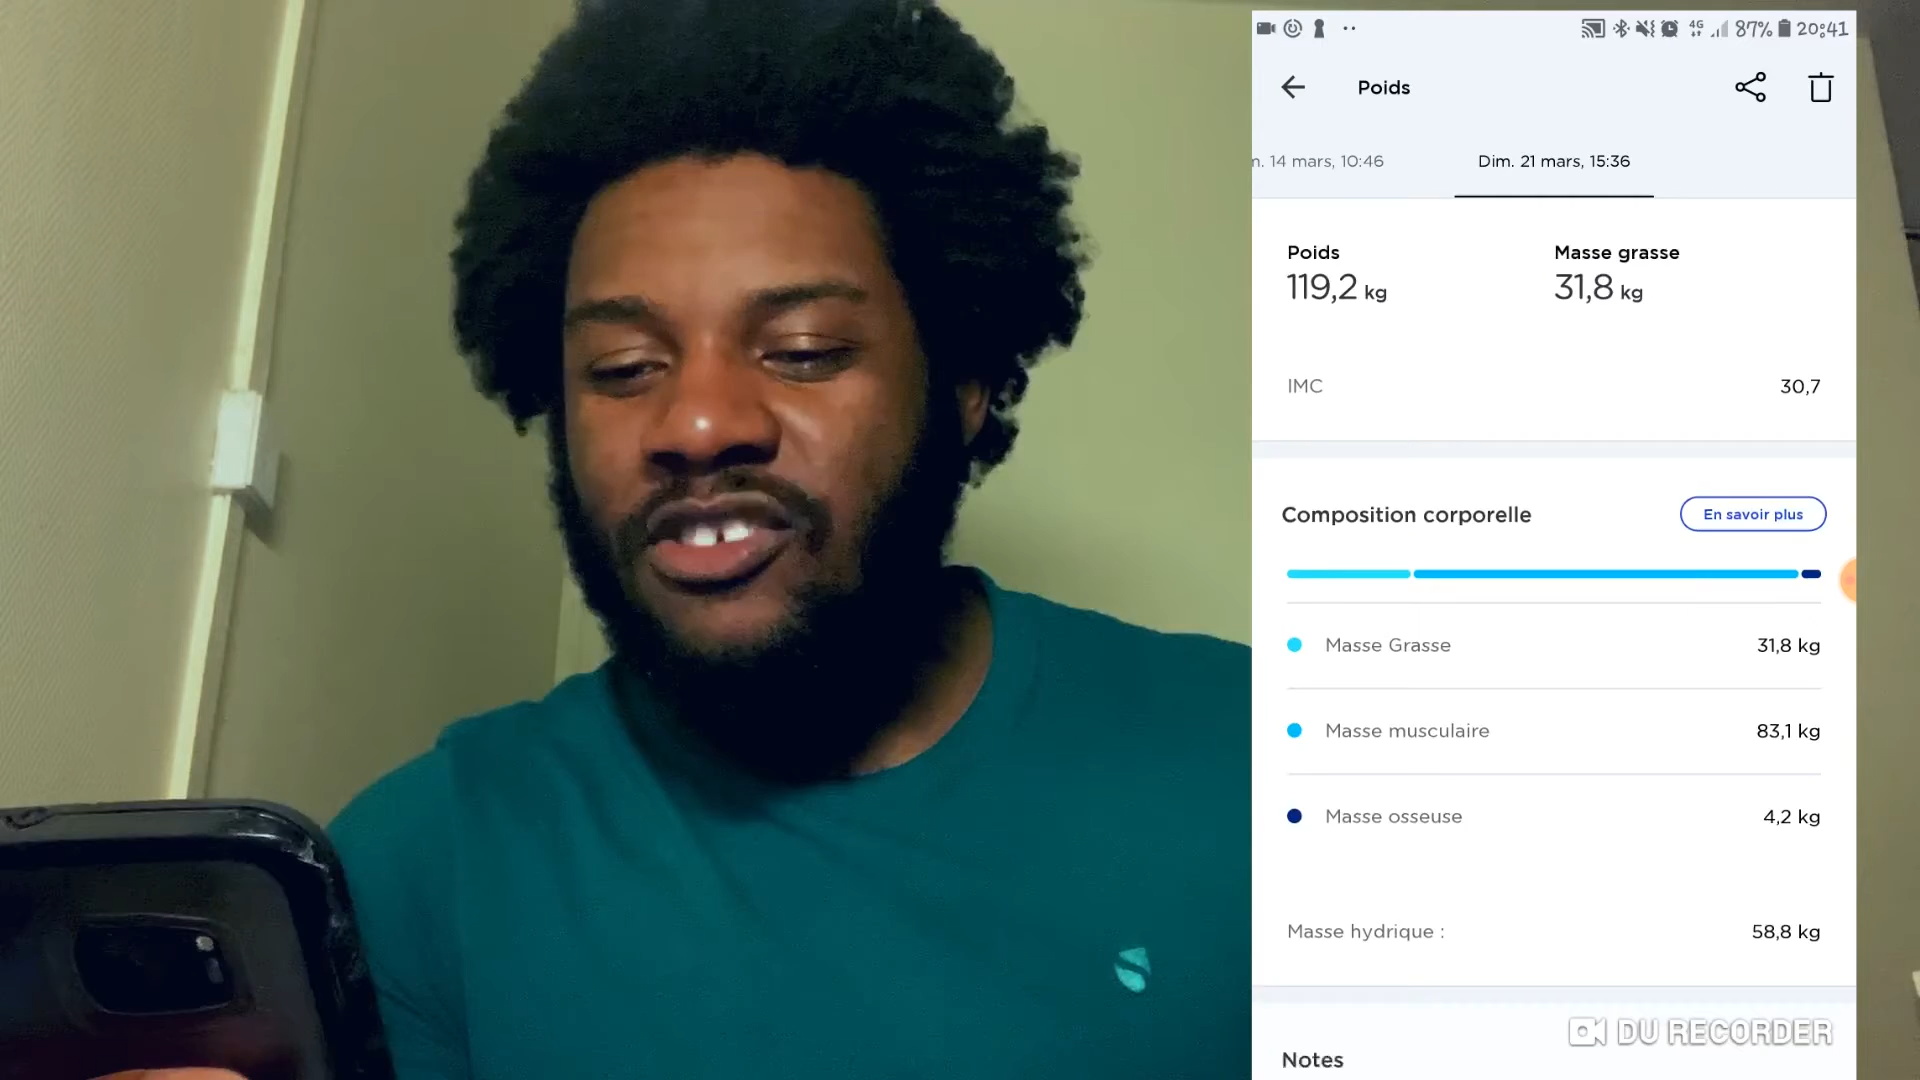 4G 87% 20:41
Poids
n. 14 mars, 10:46
Dim. 21 mars, 15:36
Poids Masse grasse
119,2 kg 31,8 kg
IMC 30,7
Composition corporelle En savoir plus
Masse Grasse 31,8 kg
Masse musculaire 83,1 kg
Masse osseuse 4,2 kg
Masse hydrique : 58,8 kg
DU RECORDER
Notes